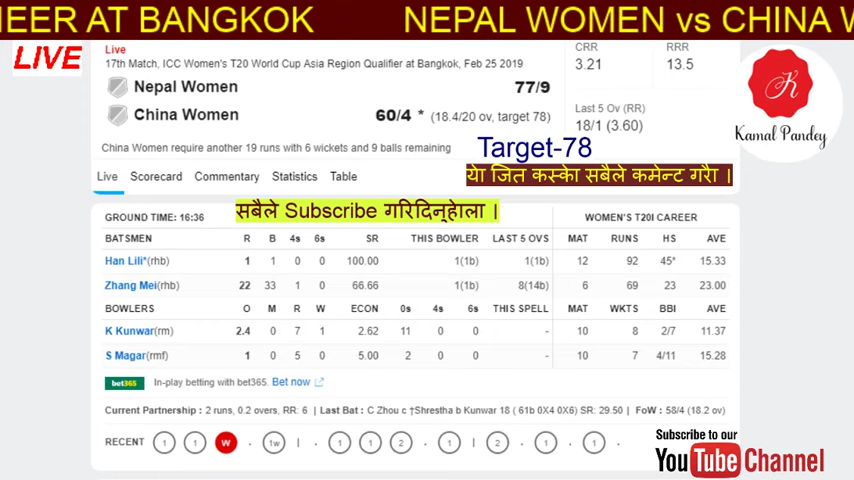 HEER AT BANGKOK NEPAL WOMEN vs CHINA W
LIVE
Live
17th Match, ICC Women's T20 World Cup Asia Region Qualifier at Bangkok, Feb 25 2019
Nepal Women 77/9
China Women 60/4 * (18.4/20 ov, target 78)
China Women require another 19 runs with 6 wickets and 9 balls remaining
CRR RRR
3.21 13.5
Last 5 Ov (RR)
18/1 (3.60)
K
Kamal Pandey
Target-78
यो जित कस्को सबैले कमेन्ट गरौ ।
Live Scorecard Commentary Statistics Table
सबैले Subscribe गरिदिनुहोला ।
GROUND TIME: 16:36 WOMEN'S T20I CAREER
BATSMEN R B 4s 6s SR THIS BOWLER LAST 5 OVS MAT RUNS HS AVE
Han Lili*(rhb) 1 1 0 0 100.00 1(1b) 1(1b) 12 92 45* 15.33
Zhang Mei(rhb) 22 33 1 0 66.66 1(1b) 8(14b) 6 69 23 23.00
BOWLERS O M R W ECON 0s 4s 6s THIS SPELL MAT WKTS BBI AVE
K Kunwar(rm) 2.4 0 7 1 2.62 11 0 0 - 10 8 2/7 11.37
S Magar(rmf) 1 0 5 0 5.00 2 0 0 - 10 7 4/11 15.28
bet365 In-play betting with bet365. Bet now
Current Partnership : 2 runs, 0.2 overs, RR: 6 | Last Bat : C Zhou c †Shrestha b Kunwar 18 ( 61b 0X4 0X6) SR: 29.50 | FoW : 58/4 (18.2 ov)
RECENT 1 1 W . 1w | . 1 1 2 . 1 | 2 . 1 . 1 .
Subscribe to our
YouTube Channel